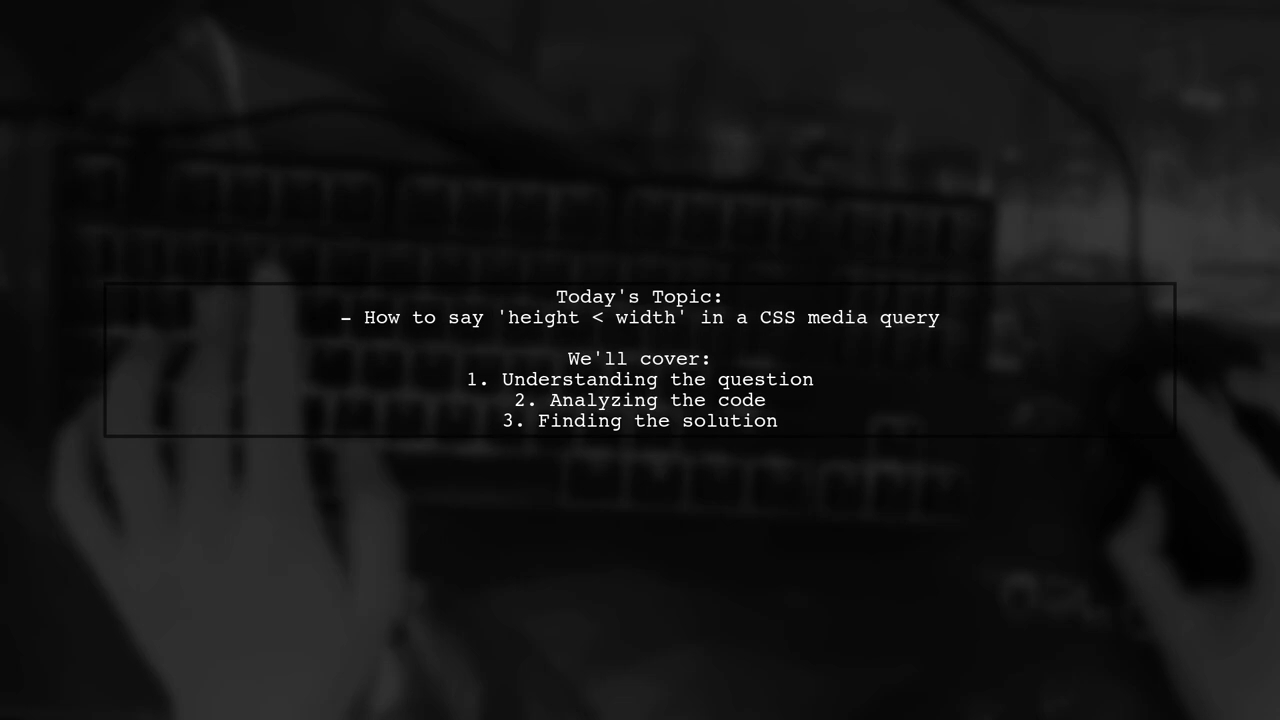 Today's Topic:
- How to say 'height < width' in a CSS media query
We'll cover:
1. Understanding the question
2. Analyzing the code
3. Finding the solution